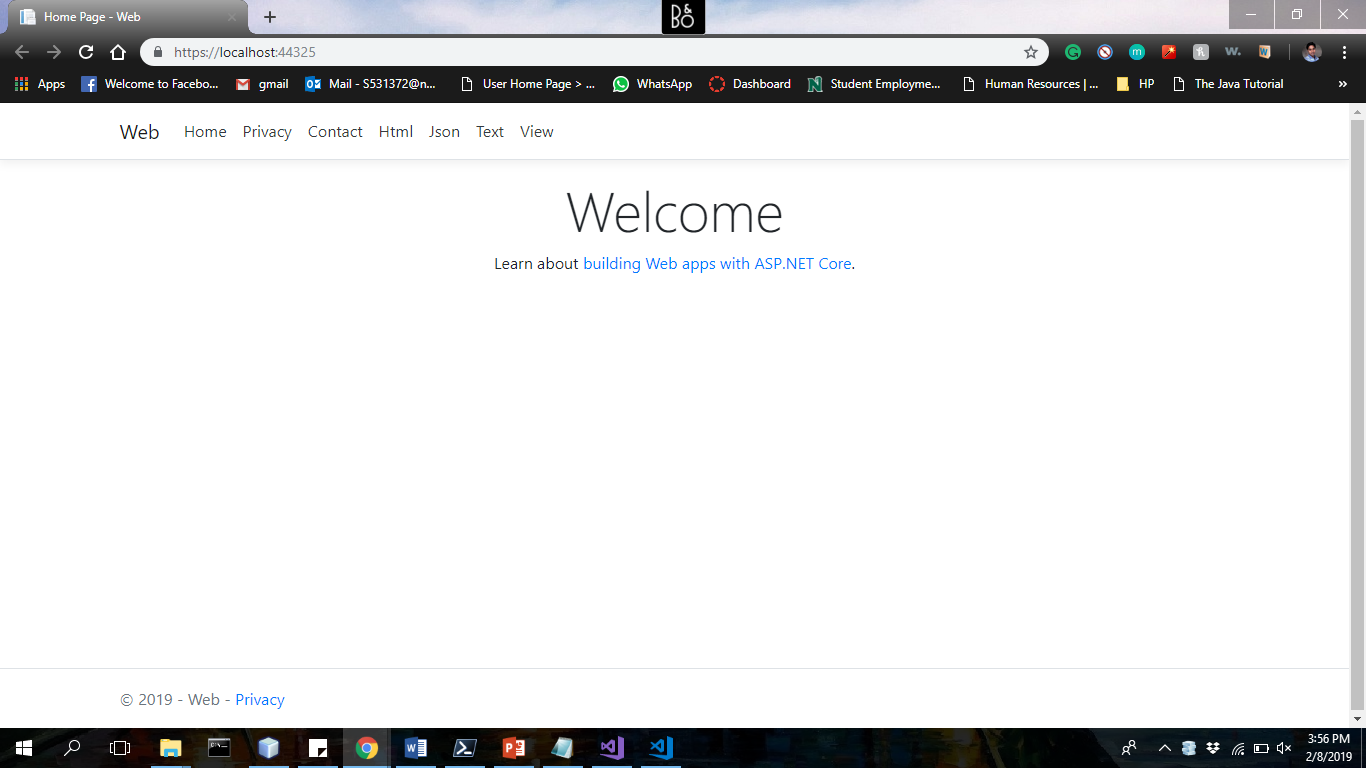 Home Page - Web
B&O
https://localhost:44325
Apps Welcome to Facebo... gmail Mail - S531372@n... User Home Page > ... WhatsApp Dashboard Student Employme... Human Resources | ... HP The Java Tutorial »
Web Home Privacy Contact Html Json Text View
Welcome
Learn about building Web apps with ASP.NET Core.
© 2019 - Web - Privacy
3:56 PM
2/8/2019